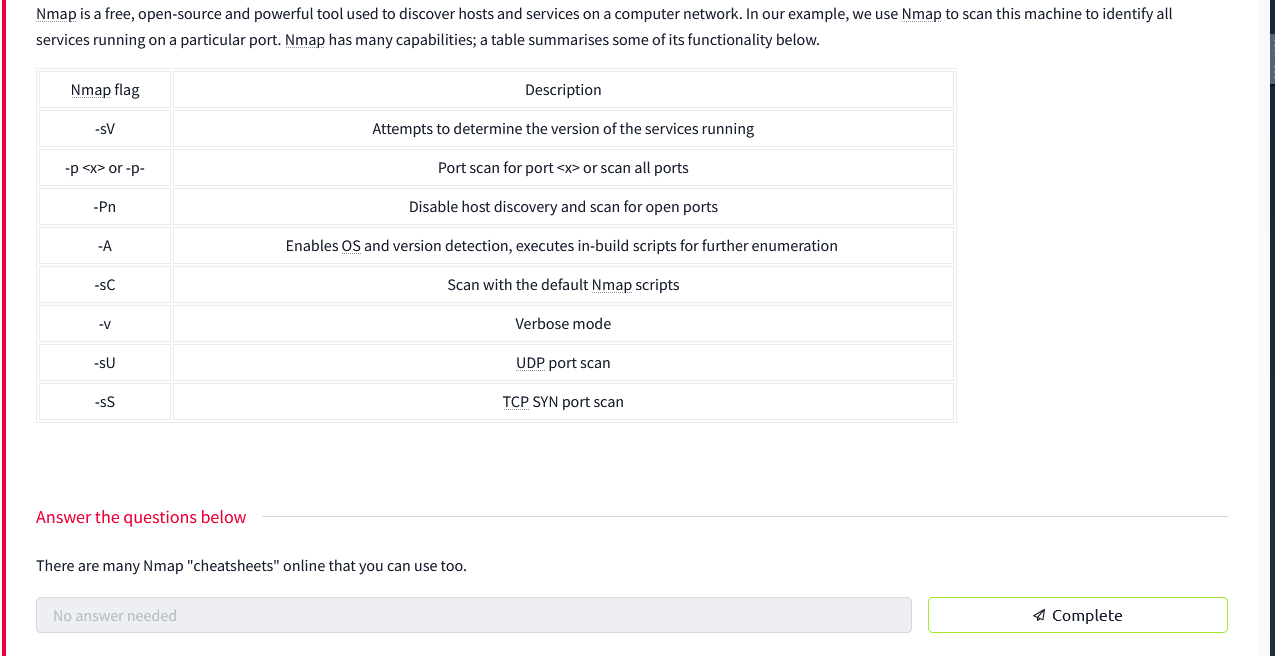 Nmap is a free, open-source and powerful tool used to discover hosts and services on a computer network. In our example, we use Nmap to scan this machine to identify all
services running on a particular port. Nmap has many capabilities; a table summarises some of its functionality below.
Nmap flag Description
-sV Attempts to determine the version of the services running
-p <x> or -p- Port scan for port <x> or scan all ports
-Pn Disable host discovery and scan for open ports
-A Enables OS and version detection, executes in-build scripts for further enumeration
-sC Scan with the default Nmap scripts
-v Verbose mode
-sU UDP port scan
-sS TCP SYN port scan
Answer the questions below
There are many Nmap "cheatsheets" online that you can use too.
No answer needed Complete